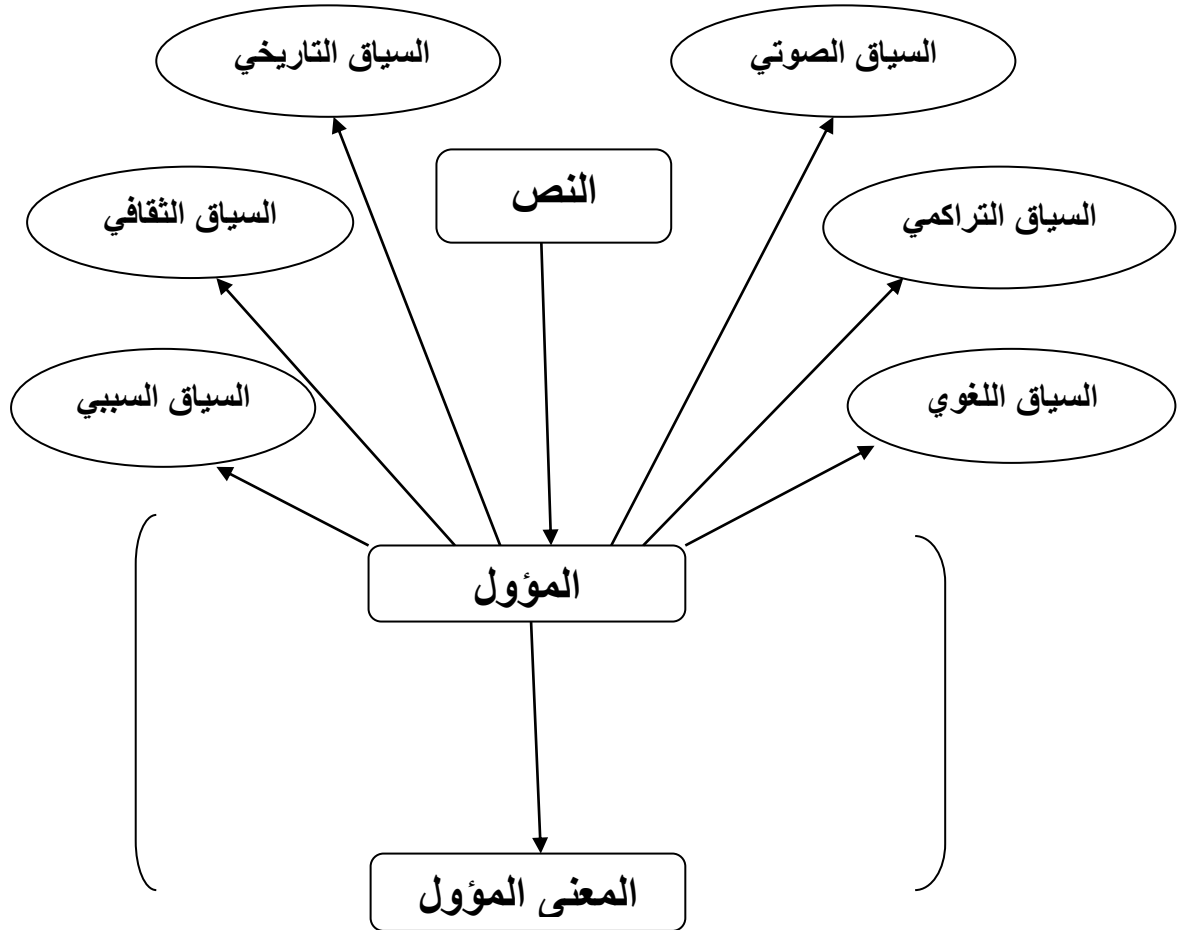 السياق الصوتي
السياق التاريخي
النص
السياق التراكمي
السياق الثقافي
السياق اللغوي
السياق السببي
المؤول
المعنى المؤول